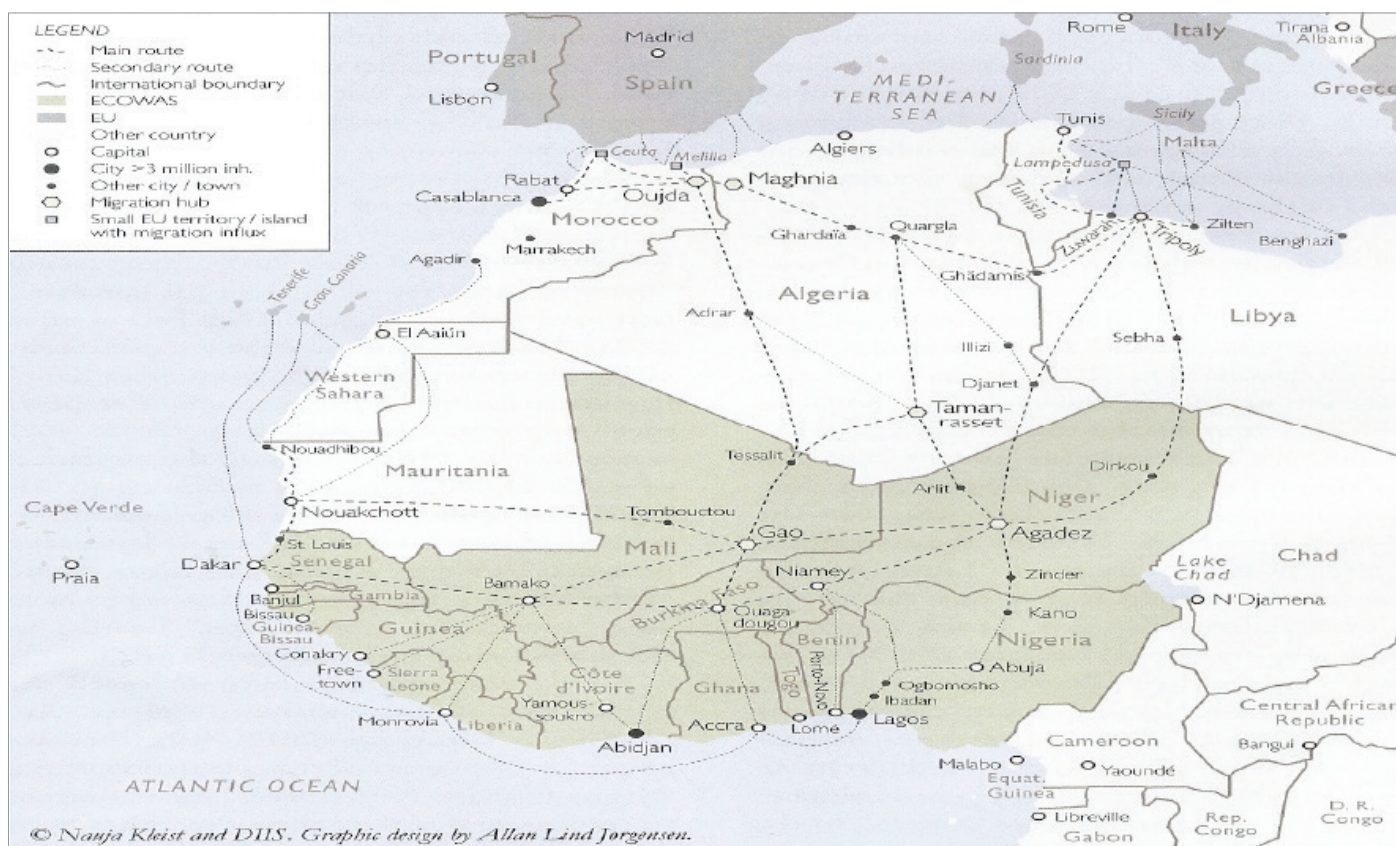 LEGEND
Main route
Secondary route
International boundary
ECOWAS
EU
Other country
Capital
City >3 million inh.
Other city / town
Migration hub
Small EU territory / island
with migration influx
Portugal
Madrid
Spain
Lisbon
Rome
Italy
Tirana
Albania
Sardinia
Greece
MEDI-
TERRANEAN
SEA
Sicily
Malta
Tunis
Lampedusa
Tunisia
Algiers
Ceuta
Melilla
Rabat
Oujda
Maghnia
Casablanca
Morocco
Marrakech
Agadir
Ghardaïa
Quargla
Ghādamis
Zuwarah
Tripoly
Zilten
Benghazi
Tenerife
Gran Canaria
El Aaiún
Adrar
Algeria
Illizi
Djanet
Sebha
Libya
Western
Sahara
Taman-
rasset
Nouadhibou
Mauritania
Tessalit
Arlit
Dirkou
Niger
Cape Verde
Nouakchott
Tombouctou
Gao
Agadez
Mali
St. Louis
Senegal
Dakar
Praia
Bamako
Niamey
Zinder
Lake
Chad
Chad
Banjul
Gambia
N'Djamena
Bissau
Guinea
Bissau
Guinea
Burkina Faso
Ouaga
dougou
Kano
Benin
Nigeria
Conakry
Free-
town
Sierra
Leone
Côte
d'Ivoire
Ghana
Togo
Porto-Novo
Abuja
Ogbomosho
Ibadan
Yamous-
soukro
Monrovia
Liberia
Abidjan
Accra
Lomé
Lagos
Central African
Republic
Cameroon
Bangui
Malabo
Yaoundé
Equat.
Guinea
ATLANTIC OCEAN
Libreville
Gabon
Rep.
Congo
D. R.
Congo
© Nauja Kleist and DIIS. Graphic design by Allan Lind Jørgensen.